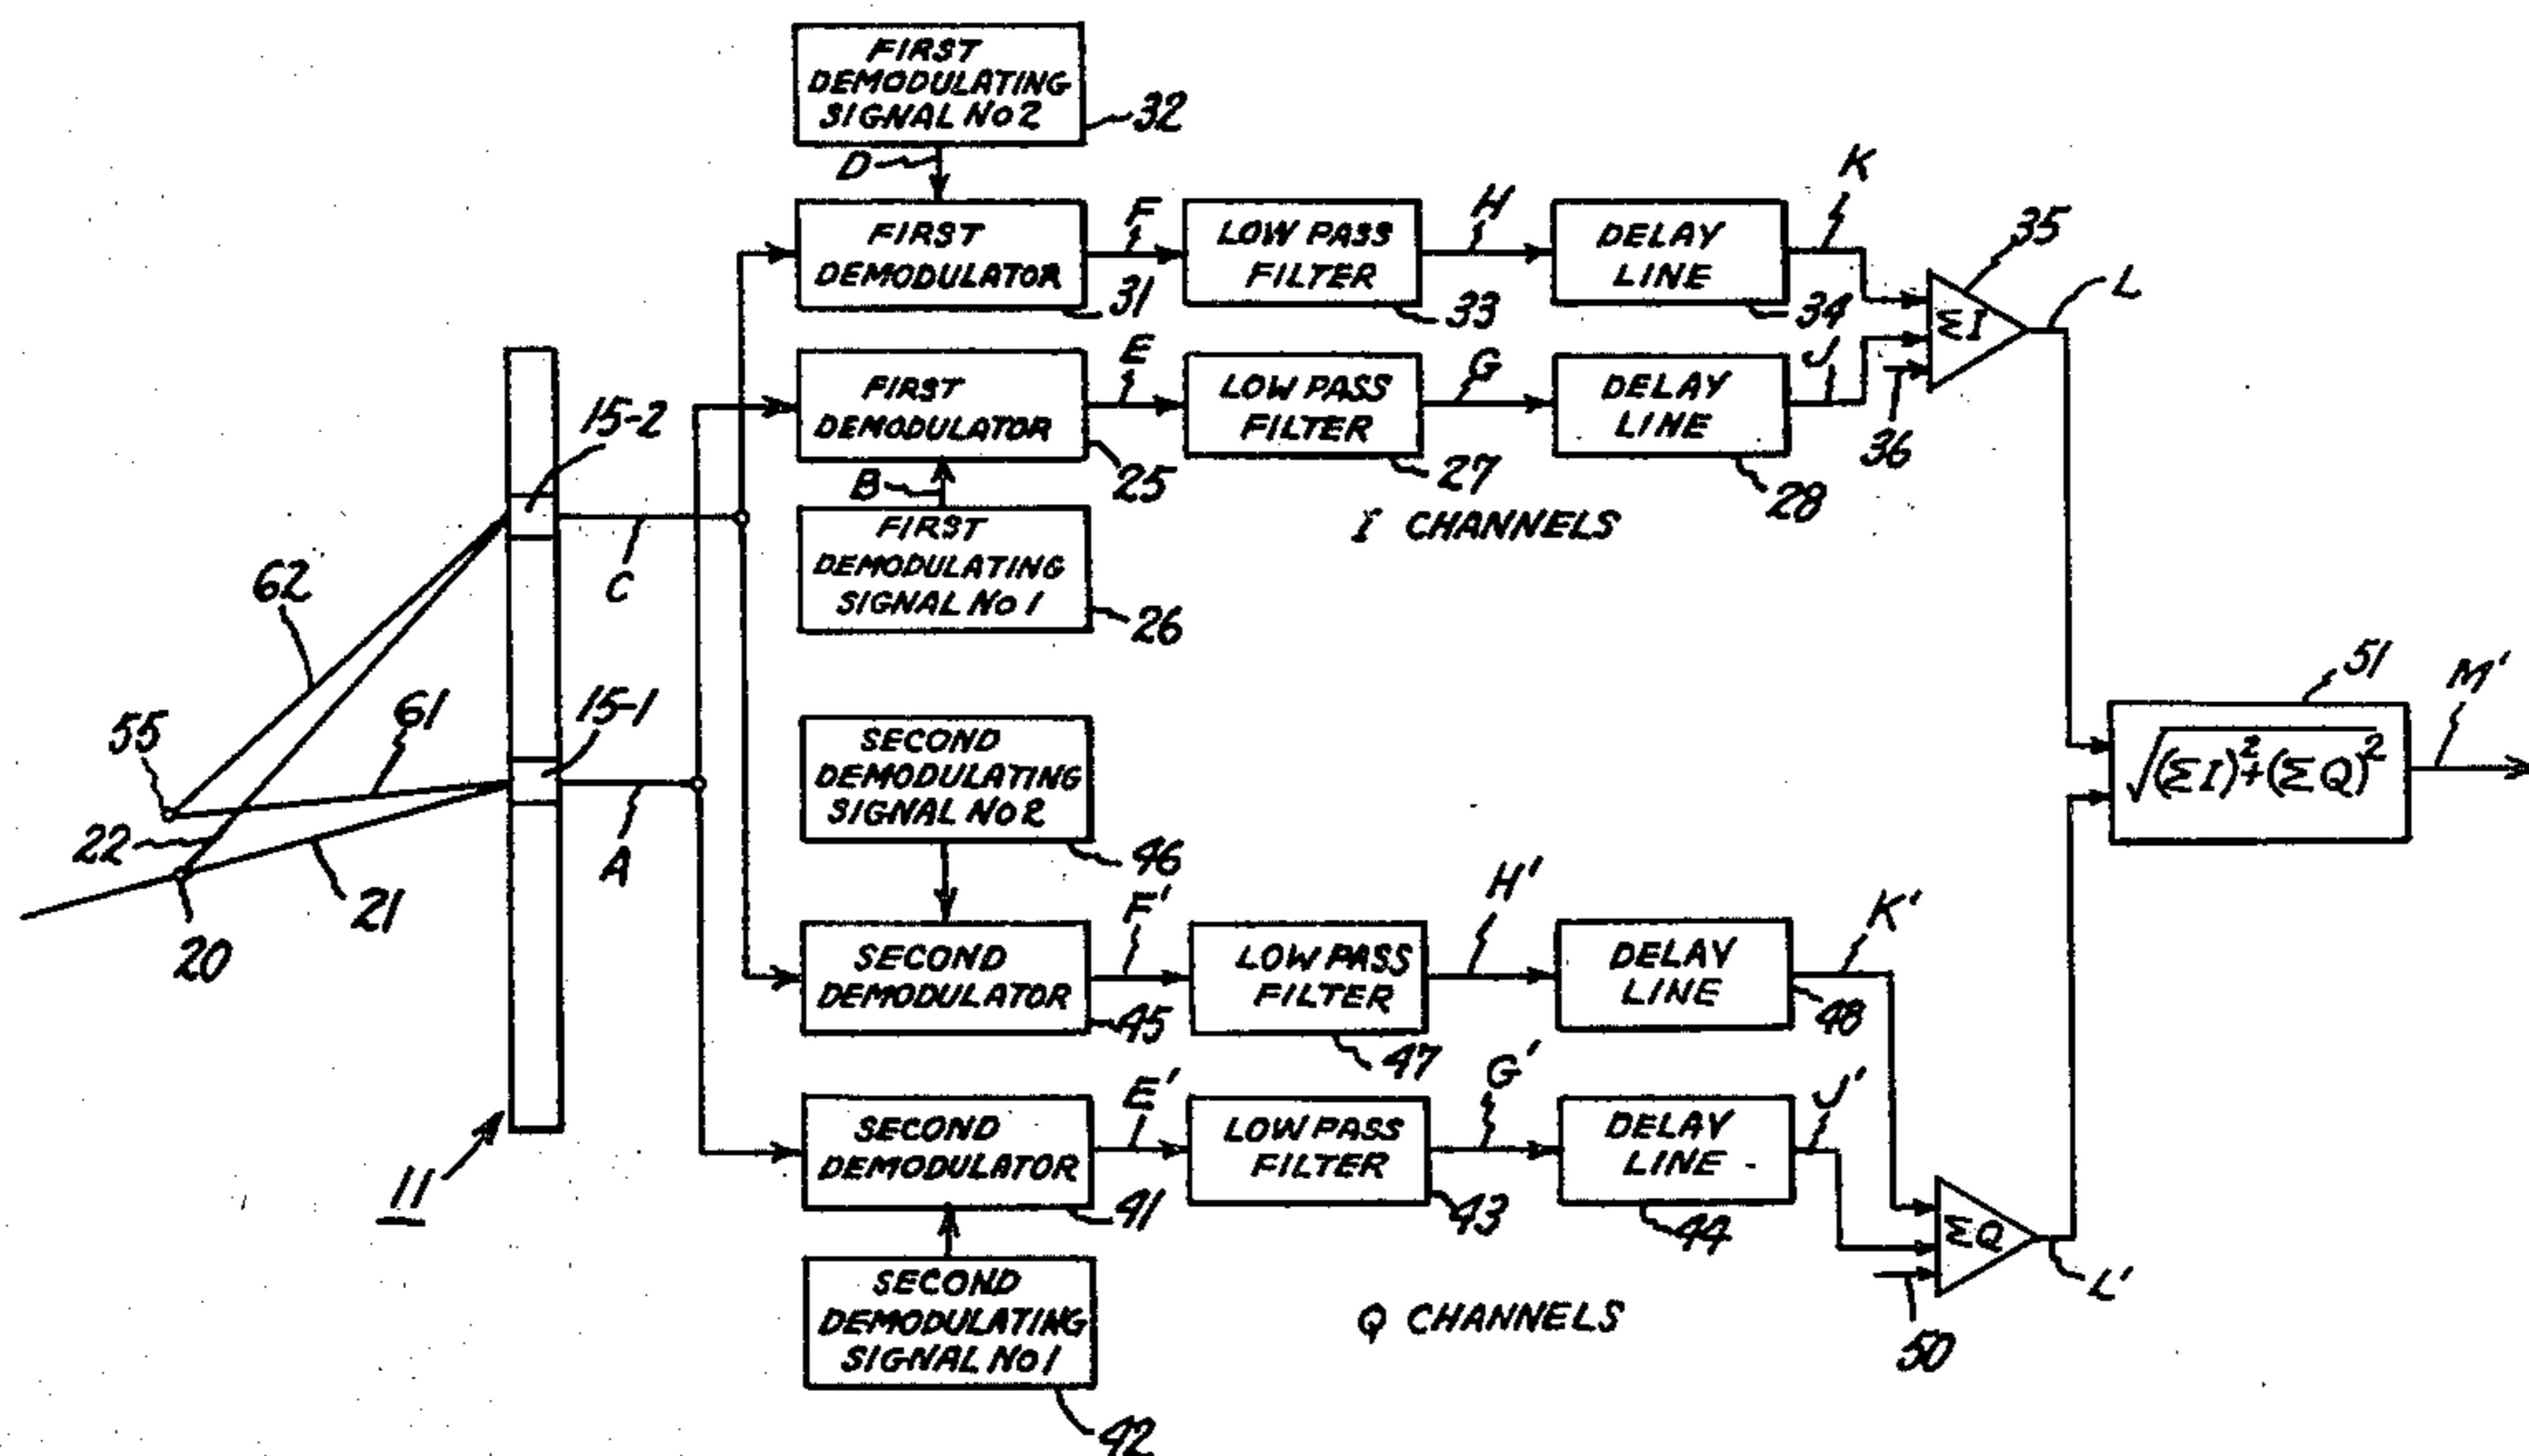 FIRST
DEMODULATING
SIGNAL No 2
32
D
FIRST
DEMODULATOR
31
F
LOW PASS
FILTER
33
H
DELAY
LINE
34
K
35
ΣI
L
FIRST
DEMODULATOR
25
E
LOW PASS
FILTER
27
G
DELAY
LINE
28
J
36
B
FIRST
DEMODULATING
SIGNAL No 1
26
I CHANNELS
15-2
C
62
61
15-1
55
22
21
20
A
11
SECOND
DEMODULATING
SIGNAL No 2
46
51
√(ΣI)²+(ΣQ)²
M'
SECOND
DEMODULATOR
45
F'
LOW PASS
FILTER
47
H'
DELAY
LINE
48
K'
SECOND
DEMODULATOR
41
E'
LOW PASS
FILTER
43
G'
DELAY
LINE
44
J'
ΣQ
L'
50
SECOND
DEMODULATING
SIGNAL No 1
42
Q CHANNELS